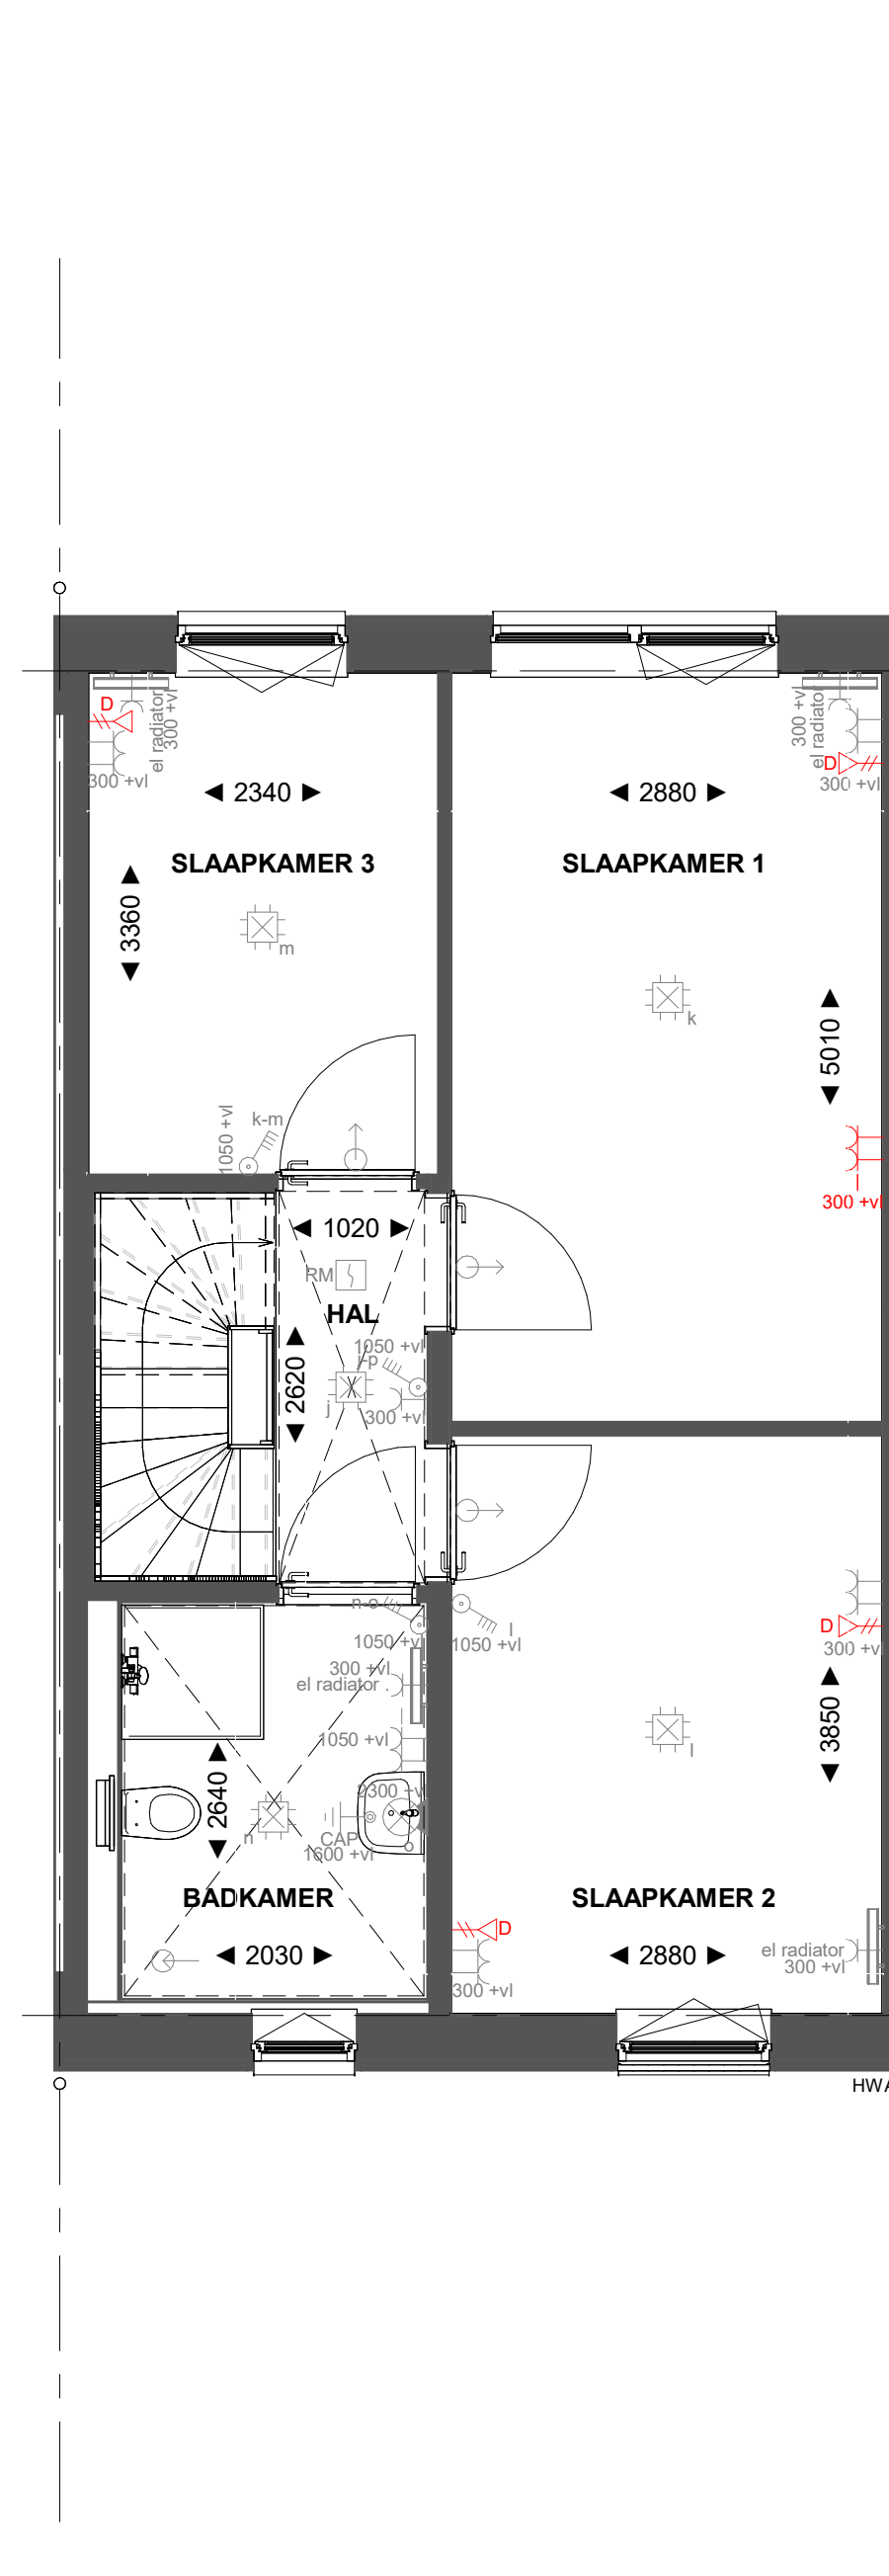 D
el radiator
300 +vl
300 +vl
300 +vl
el radiator
D
300 +vl
2340
2880
SLAAPKAMER 3
SLAAPKAMER 1
3360
m
k
5010
1050 +vl
k-m
300 +vl
1020
RM
HAL
1050 +vl
j-p
2620
j
300 +vl
n-o
1050 +vl
l
1050 +vl
D
300 +vl
300 +vl
el radiator .
1050 +vl
3850
l
2640
2300 +vl
n
CAP
o
1600 +vl
BADKAMER
SLAAPKAMER 2
2030
D
2880
el radiator
300 +vl
300 +vl
HWA